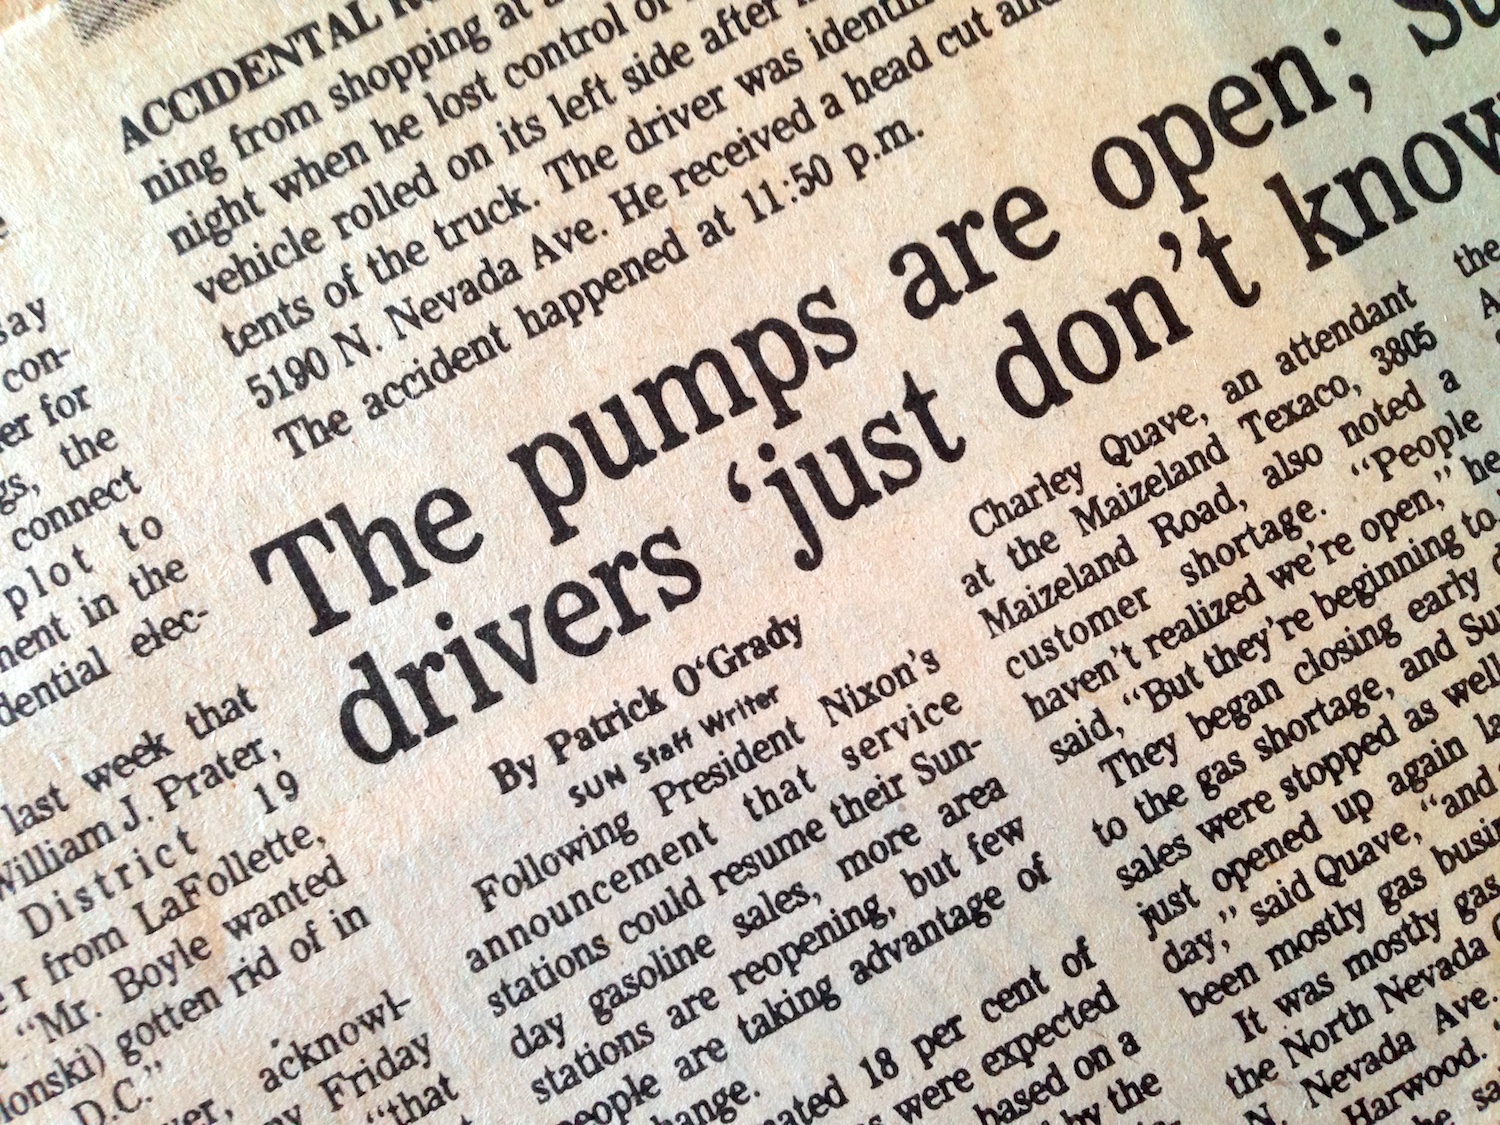 ACCIDENTAL
ning from shopping at a
night when he lost control of
vehicle rolled on its left side after
tents of the truck. The driver was
5190 N. Nevada Ave. He received a head cut and
The accident happened at 11:50 p.m.
The pumps are open;
drivers ‘just don’t know
By Patrick O‘Grady
SUN Staff Writer
Following President Nixon’s
announcement that service
stations could resume their Sun-
day gasoline sales, more area
stations are reopening, but few
people are taking advantage of
18 per cent of
were expected
based on a
by the
Charley Quave, an attendant
at the Maizeland Texaco, 3805
Maizeland Road, also noted a
customer shortage. “People
haven’t realized we’re open,” he
said, “But they’re beginning to.
They began closing early
to the gas shortage, and
sales were stopped as well
just opened up again
day,” said Quave, “and
been mostly gas
It was mostly gas
the North Nevada
N. Nevada Ave.
Harwood.
the
say
con-
for
the
connect
plot to
in the
elec-
last week that
William J. Prater,
District 19
from LaFollette,
wanted
“Mr. Boyle
gotten rid of in
D.C.”
acknowl-
Friday
“that